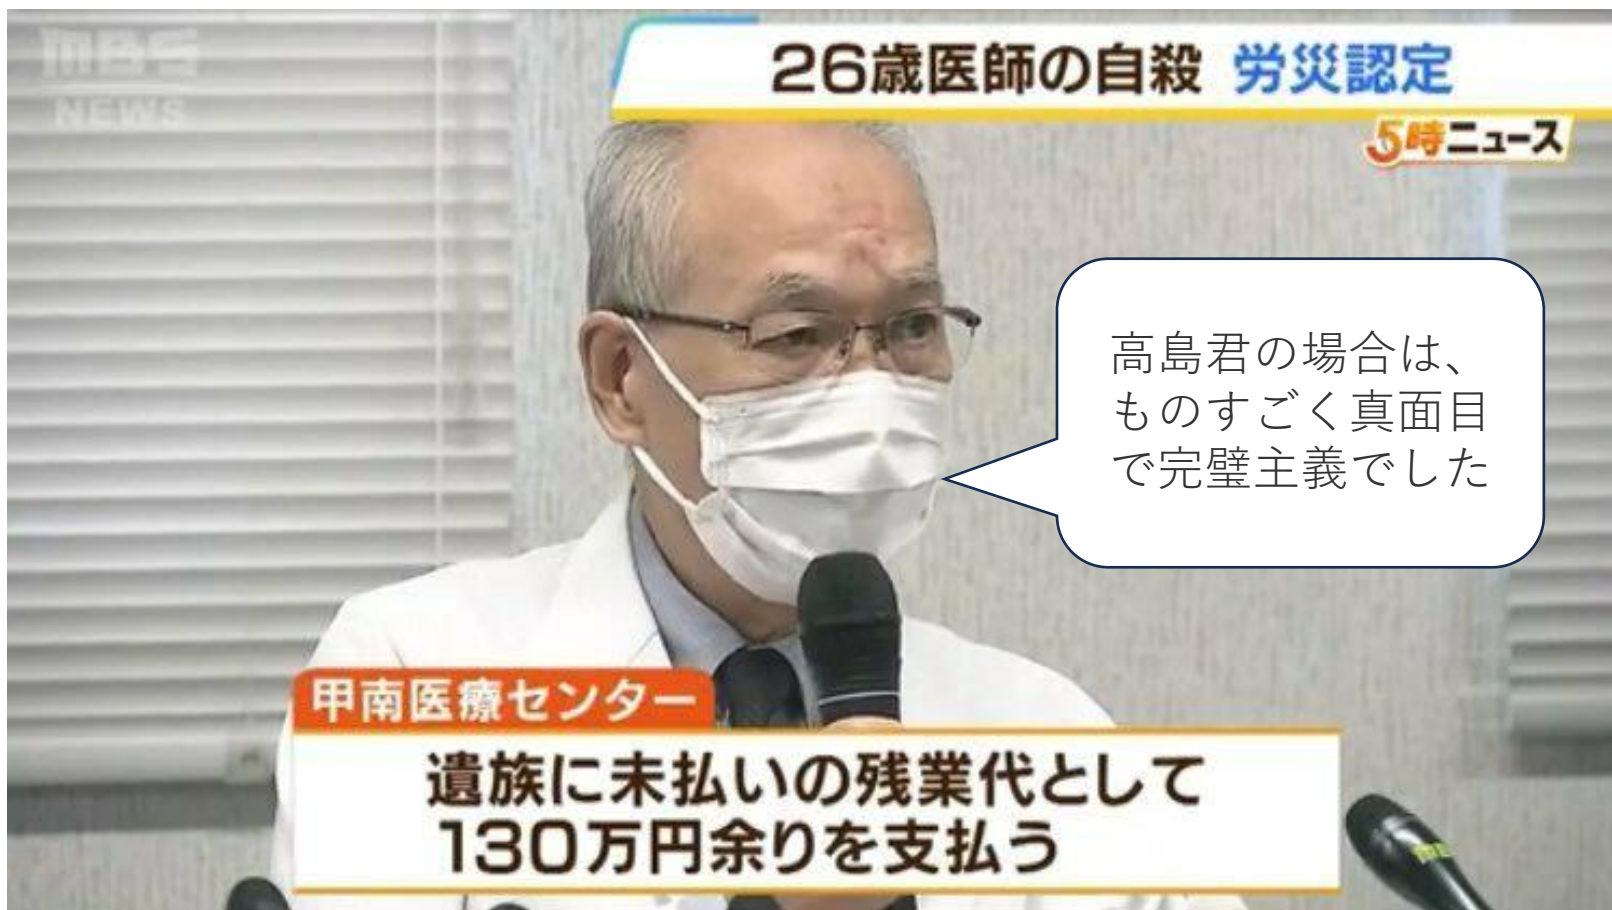 MBS
NEWS
26歳医師の自殺 労災認定
5時ニュース
高島君の場合は、
ものすごく真面目
で完璧主義でした
甲南医療センター
遺族に未払いの残業代として
130万円余りを支払う